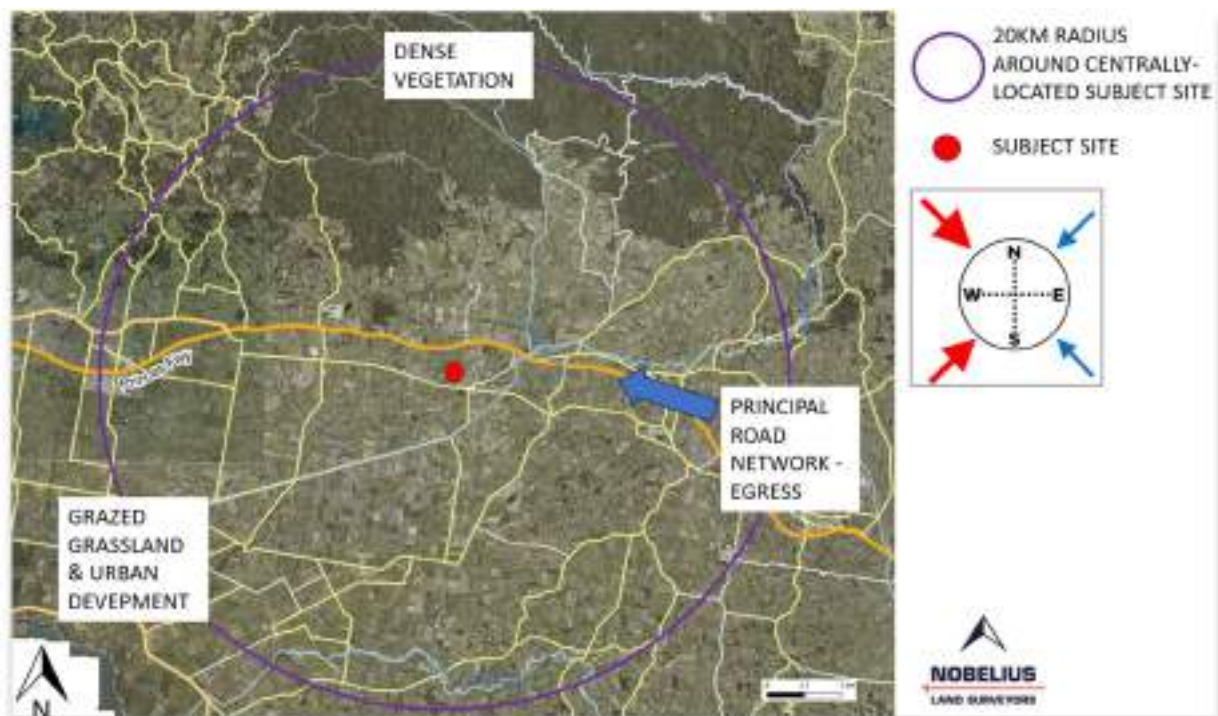 DENSE
VEGETATION
20KM RADIUS
AROUND CENTRALLY-
LOCATED SUBJECT SITE
SUBJECT SITE
N
W
E
S
PRINCIPAL
ROAD
NETWORK -
EGRESS
GRAZED
GRASSLAND
& URBAN
DEVEPMENT
N
NOBELIUS
LAND SURVEYORS